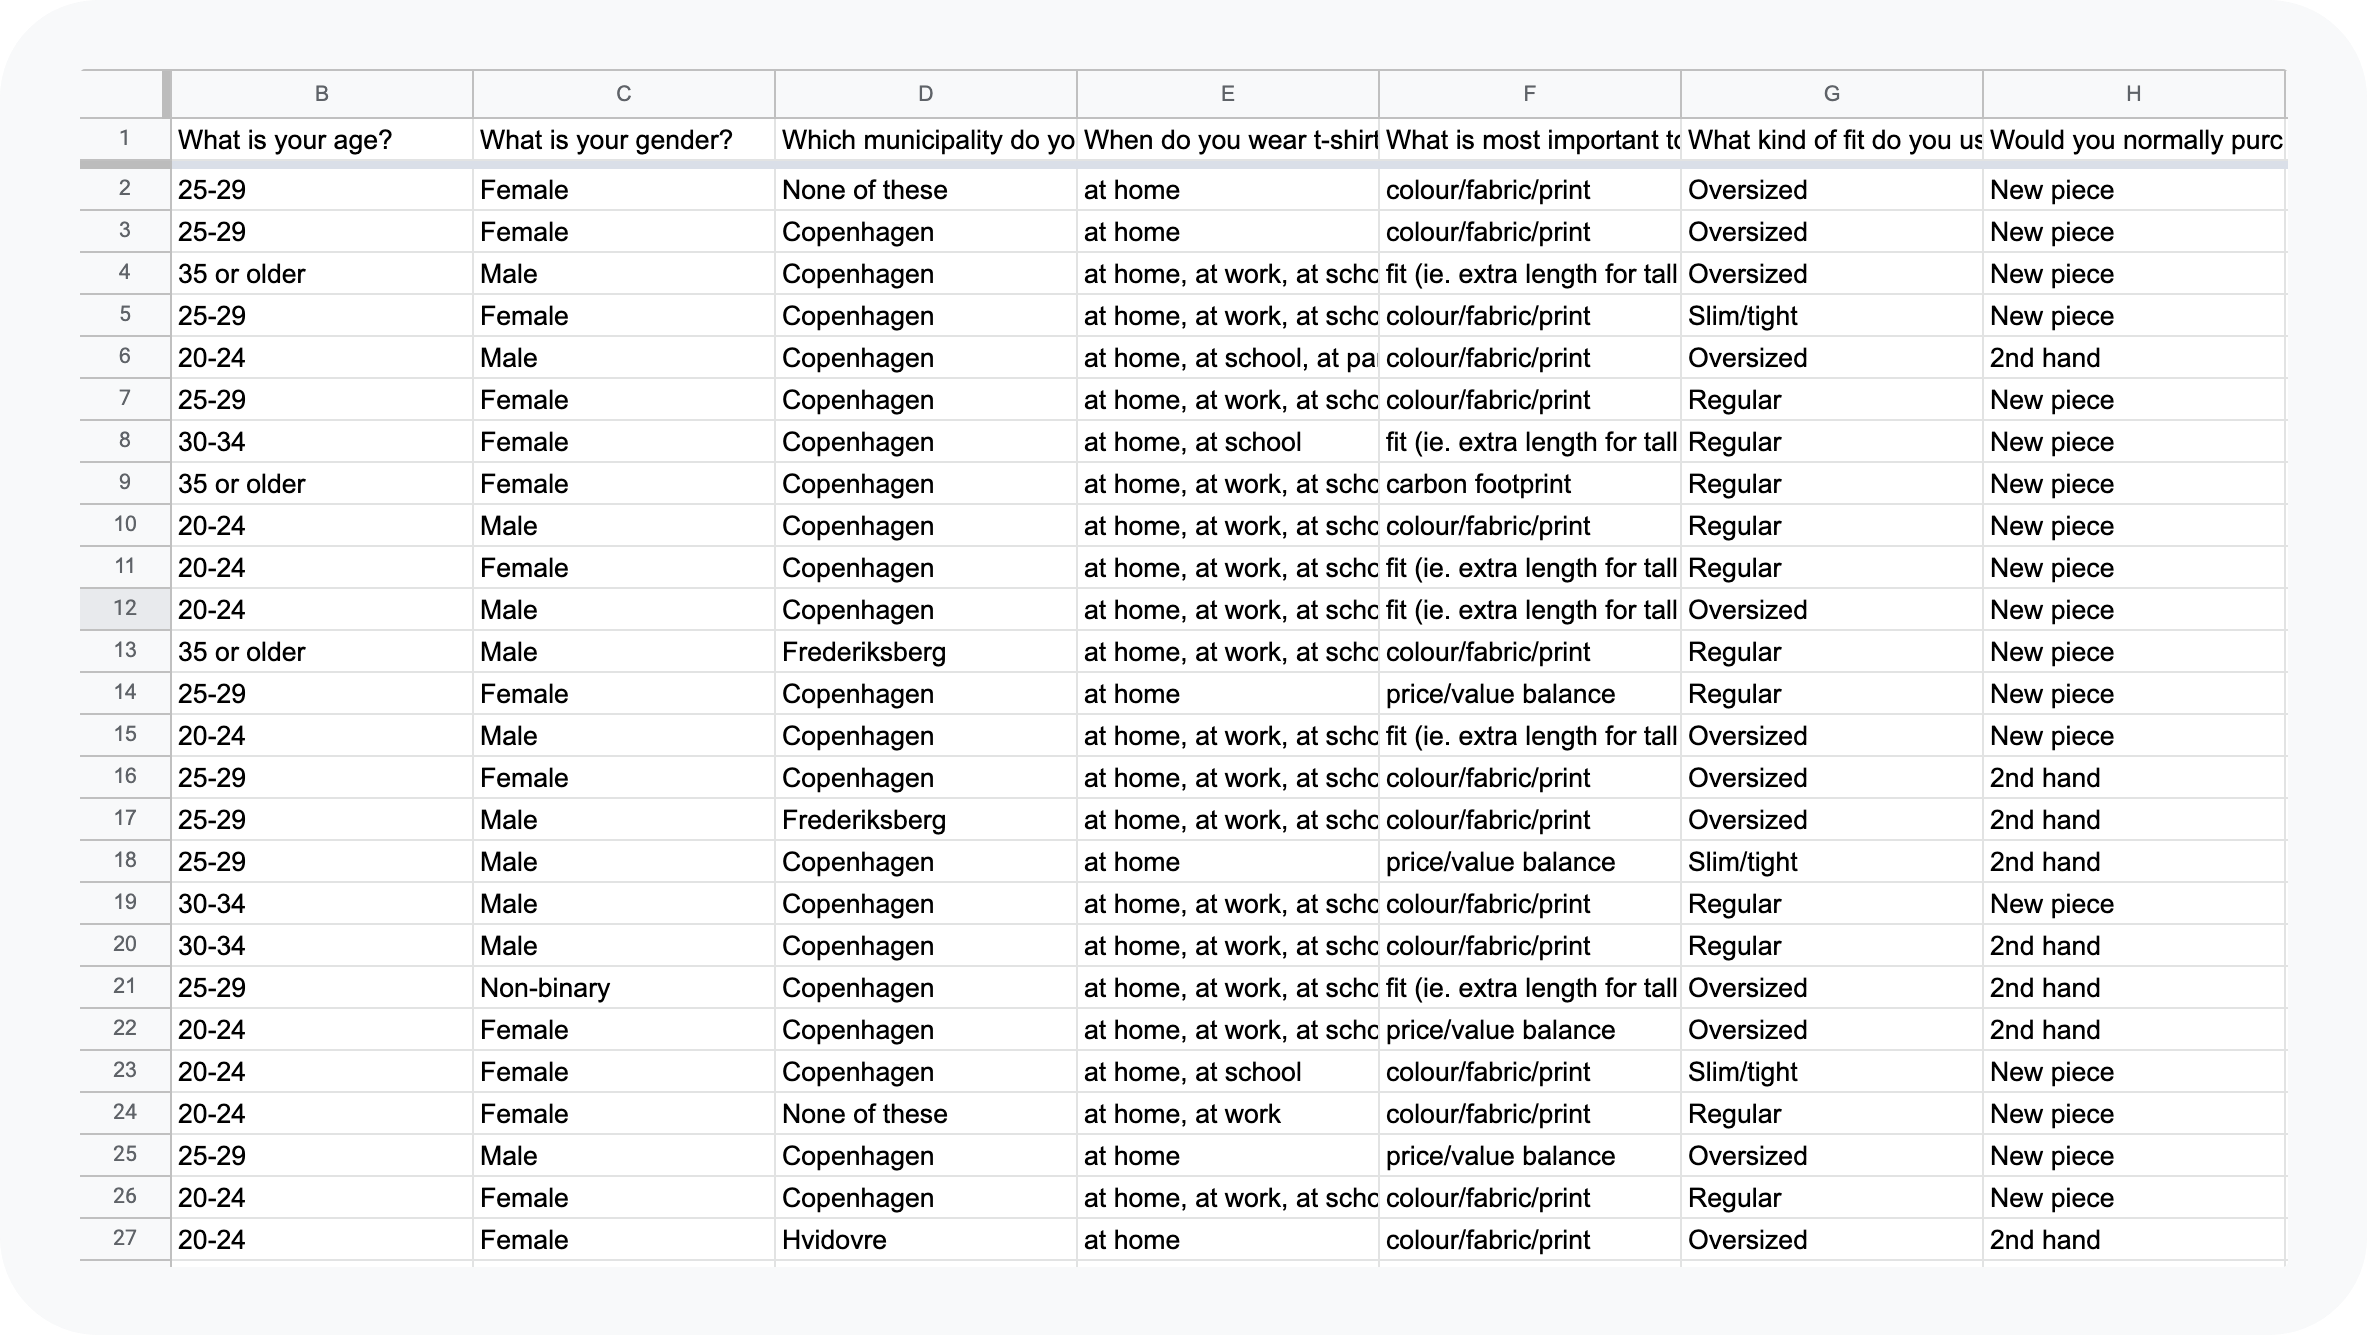 B C D E F G H
1 What is your age? What is your gender? Which municipality do yo When do you wear t-shirt What is most important to What kind of fit do you us Would you normally purc
2 25-29 Female None of these at home colour/fabric/print Oversized New piece
3 25-29 Female Copenhagen at home colour/fabric/print Oversized New piece
4 35 or older Male Copenhagen at home, at work, at scho fit (ie. extra length for tall Oversized New piece
5 25-29 Female Copenhagen at home, at work, at scho colour/fabric/print Slim/tight New piece
6 20-24 Male Copenhagen at home, at school, at par colour/fabric/print Oversized 2nd hand
7 25-29 Female Copenhagen at home, at work, at scho colour/fabric/print Regular New piece
8 30-34 Female Copenhagen at home, at school fit (ie. extra length for tall Regular New piece
9 35 or older Female Copenhagen at home, at work, at scho carbon footprint Regular New piece
10 20-24 Male Copenhagen at home, at work, at scho colour/fabric/print Regular New piece
11 20-24 Female Copenhagen at home, at work, at scho fit (ie. extra length for tall Regular New piece
12 20-24 Male Copenhagen at home, at work, at scho fit (ie. extra length for tall Oversized New piece
13 35 or older Male Frederiksberg at home, at work, at scho colour/fabric/print Regular New piece
14 25-29 Female Copenhagen at home price/value balance Regular New piece
15 20-24 Male Copenhagen at home, at work, at scho fit (ie. extra length for tall Oversized New piece
16 25-29 Female Copenhagen at home, at work, at scho colour/fabric/print Oversized 2nd hand
17 25-29 Male Frederiksberg at home, at work, at scho colour/fabric/print Oversized 2nd hand
18 25-29 Male Copenhagen at home price/value balance Slim/tight 2nd hand
19 30-34 Male Copenhagen at home, at work, at scho colour/fabric/print Regular New piece
20 30-34 Male Copenhagen at home, at work, at scho colour/fabric/print Regular 2nd hand
21 25-29 Non-binary Copenhagen at home, at work, at scho fit (ie. extra length for tall Oversized 2nd hand
22 20-24 Female Copenhagen at home, at work, at scho price/value balance Oversized 2nd hand
23 20-24 Female Copenhagen at home, at school colour/fabric/print Slim/tight New piece
24 20-24 Female None of these at home, at work colour/fabric/print Regular New piece
25 25-29 Male Copenhagen at home price/value balance Oversized New piece
26 20-24 Female Copenhagen at home, at work, at scho colour/fabric/print Regular New piece
27 20-24 Female Hvidovre at home colour/fabric/print Oversized 2nd hand